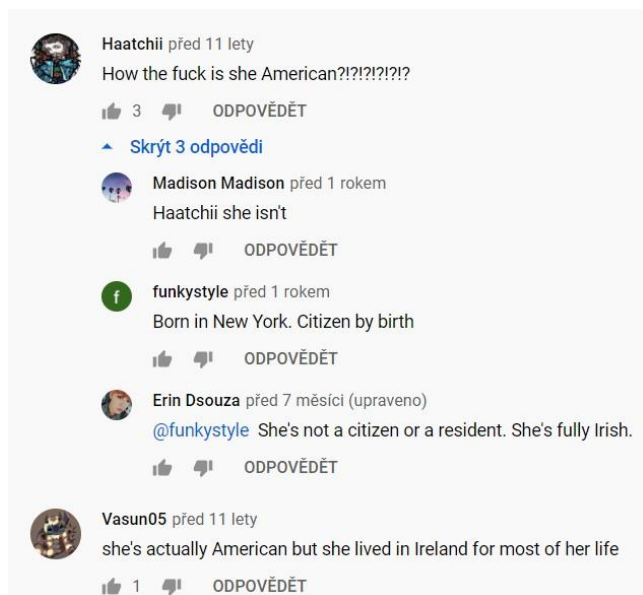 Haatchii před 11 lety
How the fuck is she American?!?!?!?!?!?
3 ODPOVĚDĚT
Skrýt 3 odpovědi
Madison Madison před 1 rokem
Haatchii she isn't
ODPOVĚDĚT
f
funkystyle před 1 rokem
Born in New York. Citizen by birth
ODPOVĚDĚT
Erin Dsouza před 7 měsíci (upraveno)
@funkystyle She's not a citizen or a resident. She's fully Irish.
ODPOVĚDĚT
Vasun05 před 11 lety
she's actually American but she lived in Ireland for most of her life
1 ODPOVĚDĚT